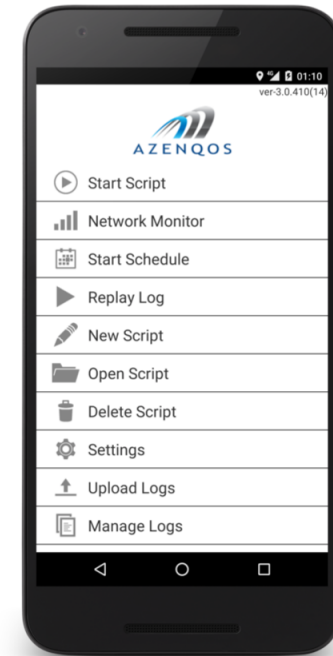 4G 01:10
ver-3.0.410(14)
AZENQOS
Start Script
Network Monitor
Start Schedule
Replay Log
New Script
Open Script
Delete Script
Settings
Upload Logs
Manage Logs